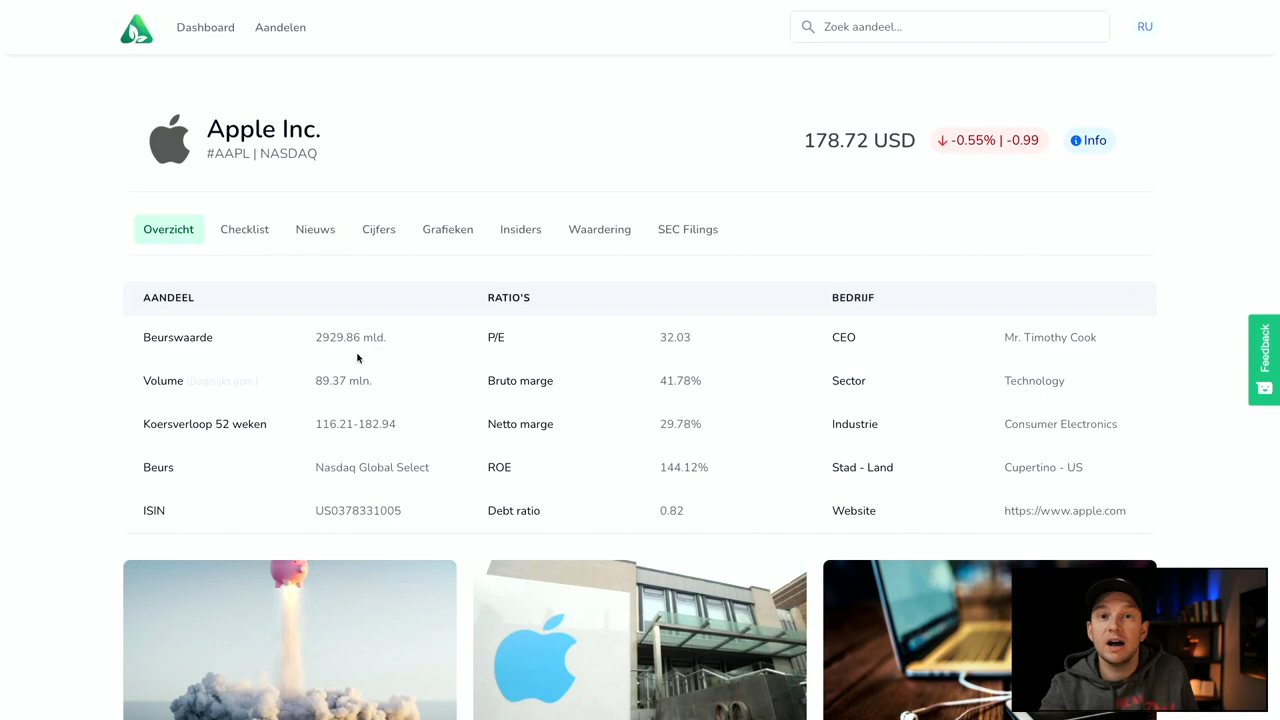 Dashboard Aandelen Zoek aandeel... RU
Apple Inc.
#AAPL | NASDAQ
178.72 USD -0.55% | -0.99 Info
Overzicht Checklist Nieuws Cijfers Grafieken Insiders Waardering SEC Filings
AANDEEL RATIO'S BEDRIJF
Beurswaarde 2929.86 mld. P/E 32.03 CEO Mr. Timothy Cook
Volume (Dagelijks gem.) 89.37 mln. Bruto marge 41.78% Sector Technology
Koersverloop 52 weken 116.21-182.94 Netto marge 29.78% Industrie Consumer Electronics
Beurs Nasdaq Global Select ROE 144.12% Stad - Land Cupertino - US
ISIN US0378331005 Debt ratio 0.82 Website https://www.apple.com
Feedback